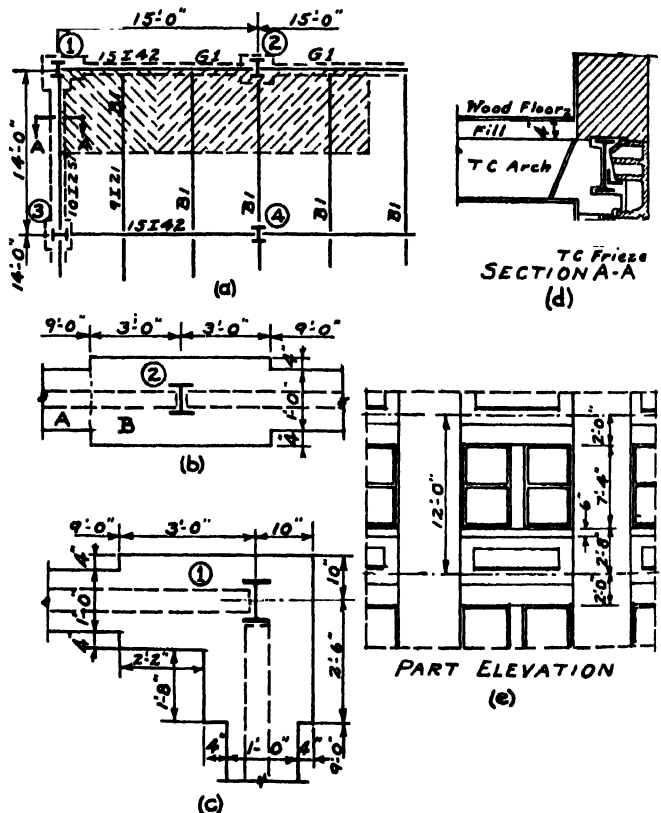 15'-0" 15'-0"
① ②
15I42 G1 G1
14'-0"
A A
10I25
9I21
B1 B1 B1 B1 B1
③ ④
15I42
14'-0"
(a)
Wood Floor
Fill 4"
TC Arch
TC Frieze
SECTION A-A
(d)
9'-0" 3'-0" 3'-0" 9'-0"
②
4"
1'-0"
4"
A B
(b)
9'-0" 3'-0" 10"
①
4"
1'-0"
4"
10"
2'-6"
2'-2"
1'-8"
4" 1'-0" 4"
9'-0"
(c)
12'-0"
2'-0"
7'-4"
6"
2'-8"
2'-0"
PART ELEVATION
(e)